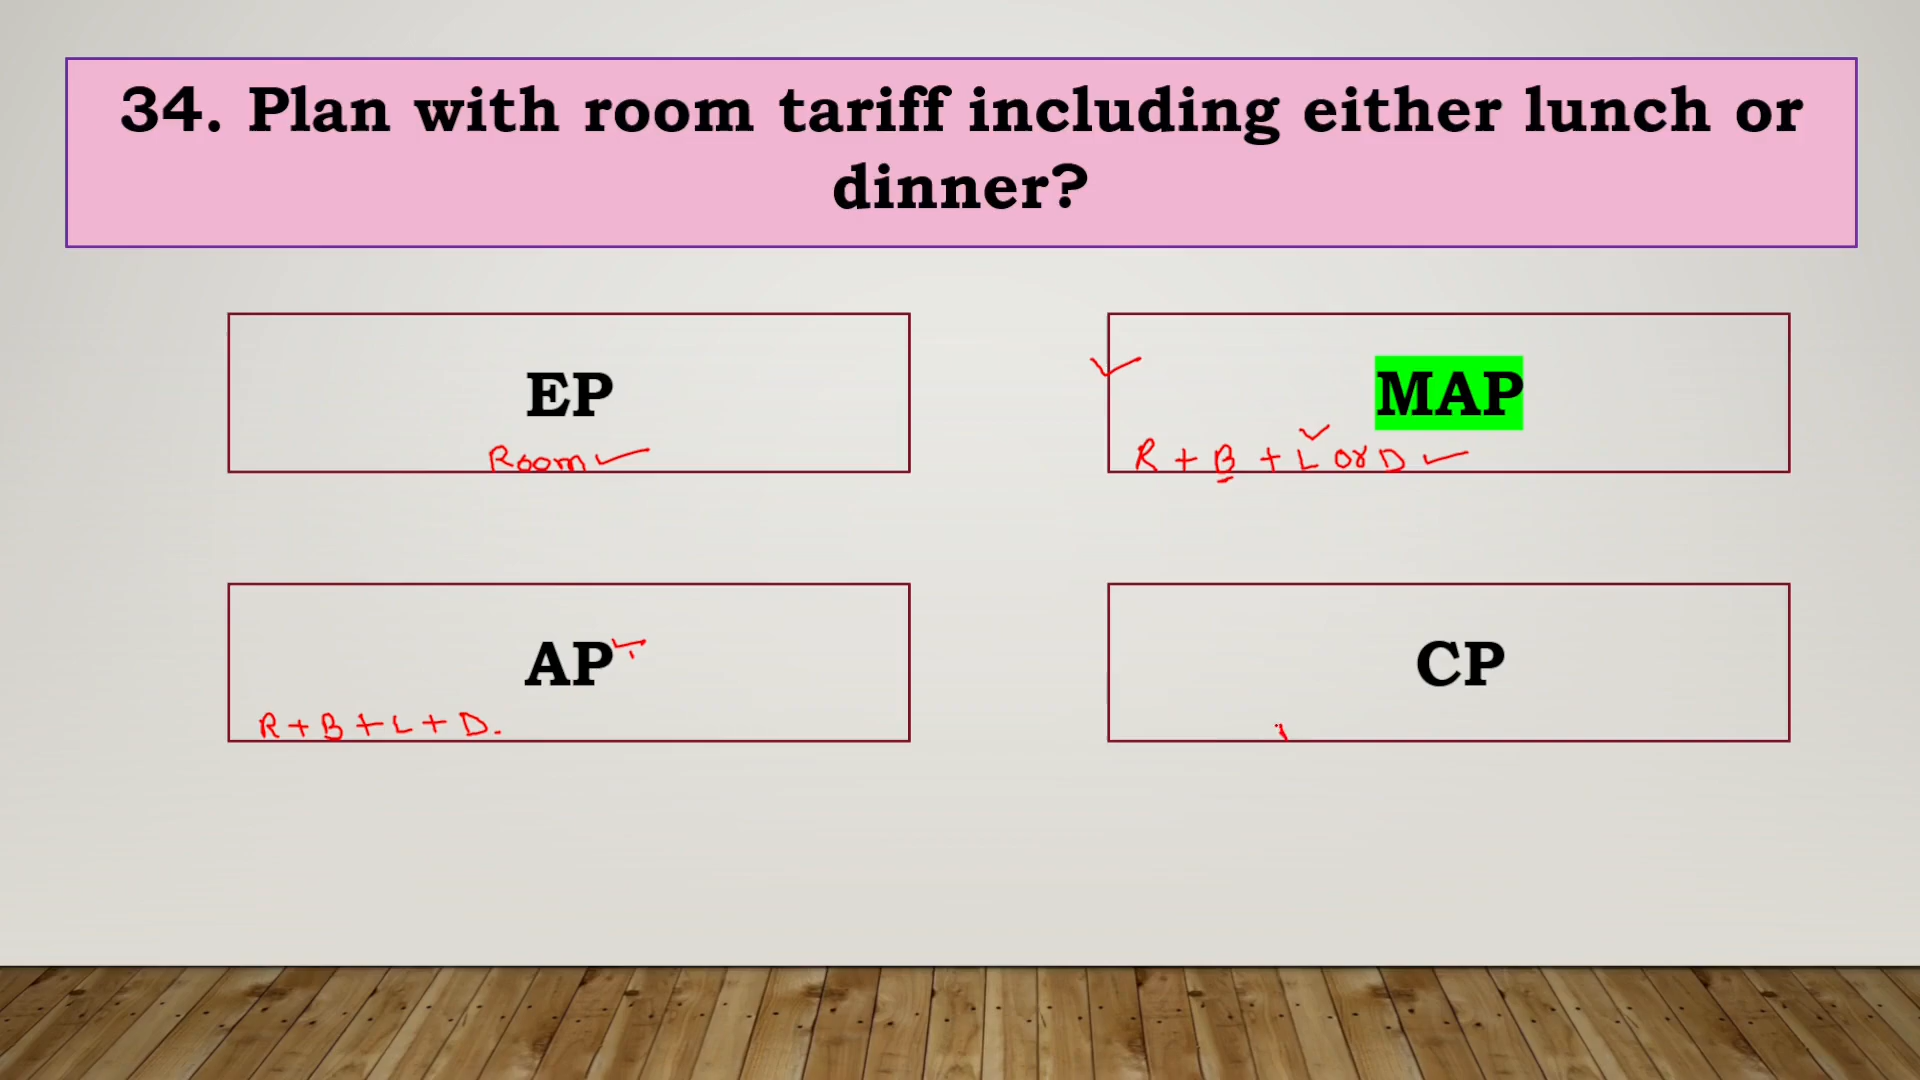 34. Plan with room tariff including either lunch or
dinner?
EP
Room
MAP
R + B + L or D
AP
R + B + L + D.
CP